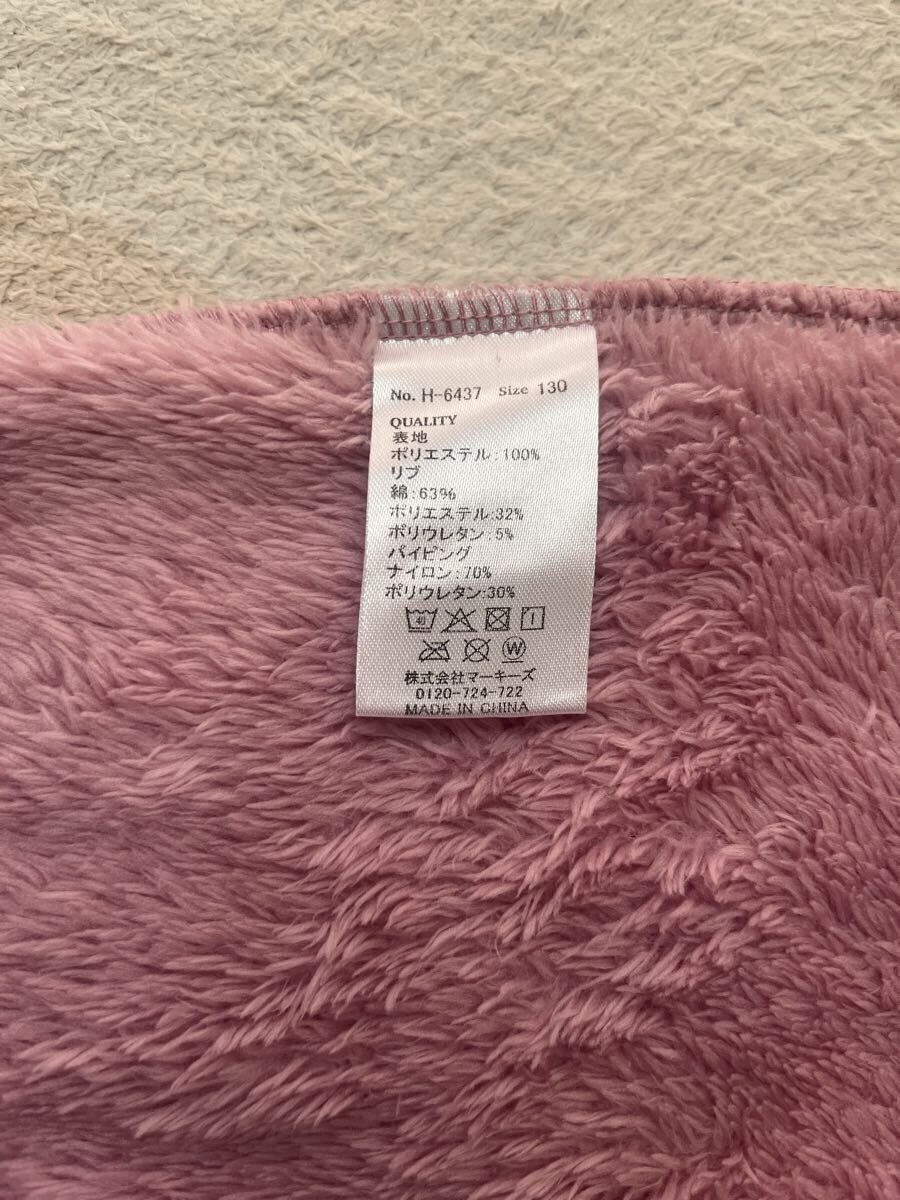 No. H-6437 Size 130
QUALITY
表地
ポリエステル:100%
リブ
綿:63%
ポリエステル:32%
ポリウレタン:5%
パイピング
ナイロン:70%
ポリウレタン:30%
40
W
株式会社マーキーズ
0120-724-722
MADE IN CHINA